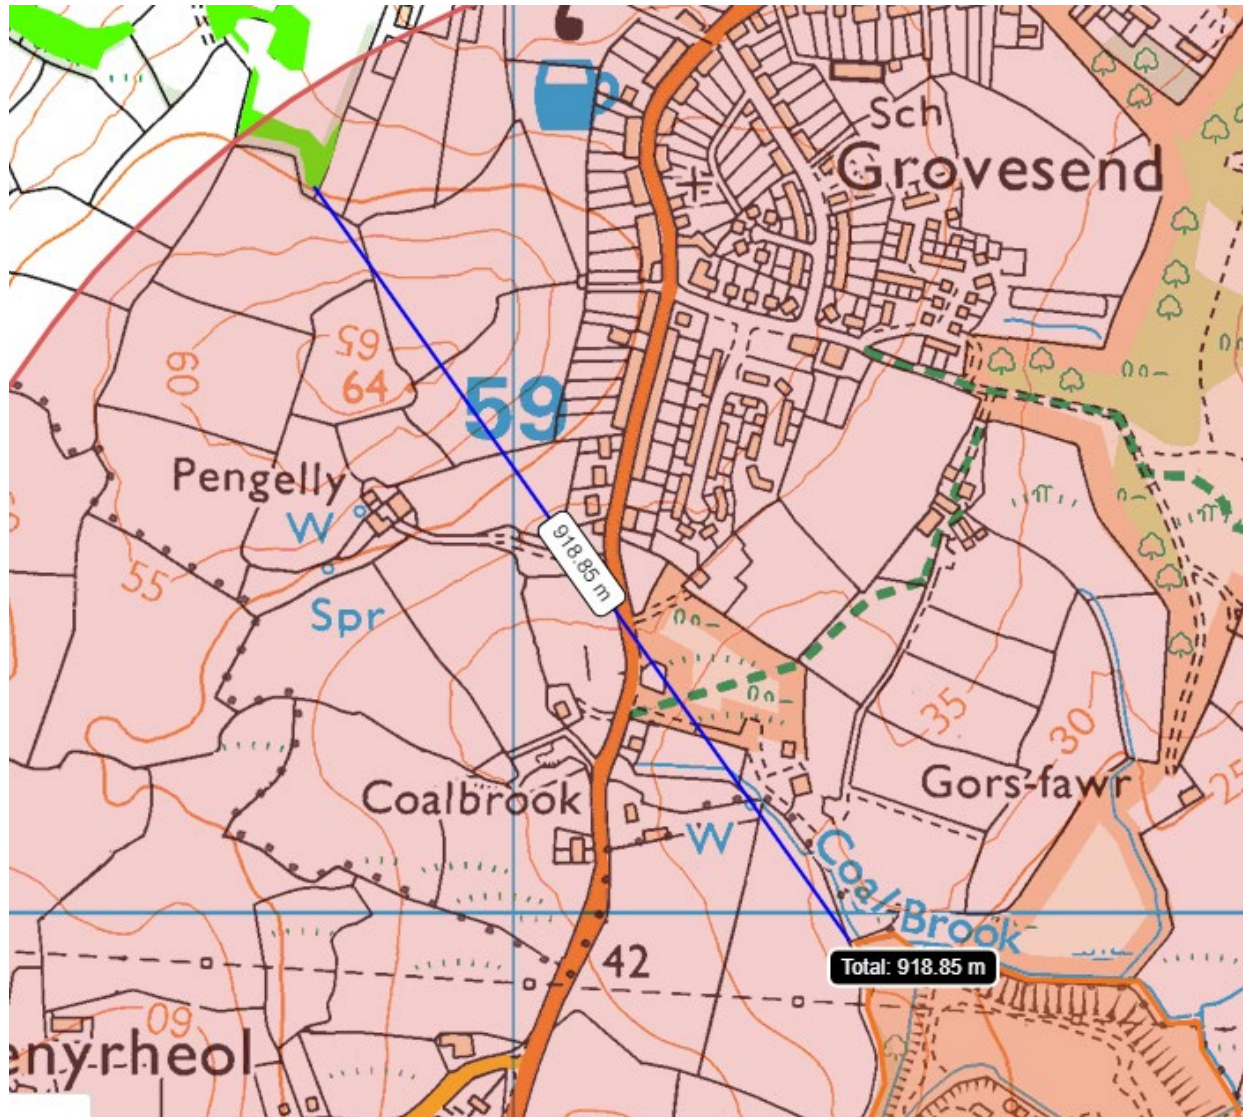 Sch
Grovesend
65
60
64
59
Pengelly
W
55
Spr
918.85 m
35
30
Gors-fawr
25
Coalbrook
W
Coal Brook
42
Total: 918.85 m
60
enyrheol